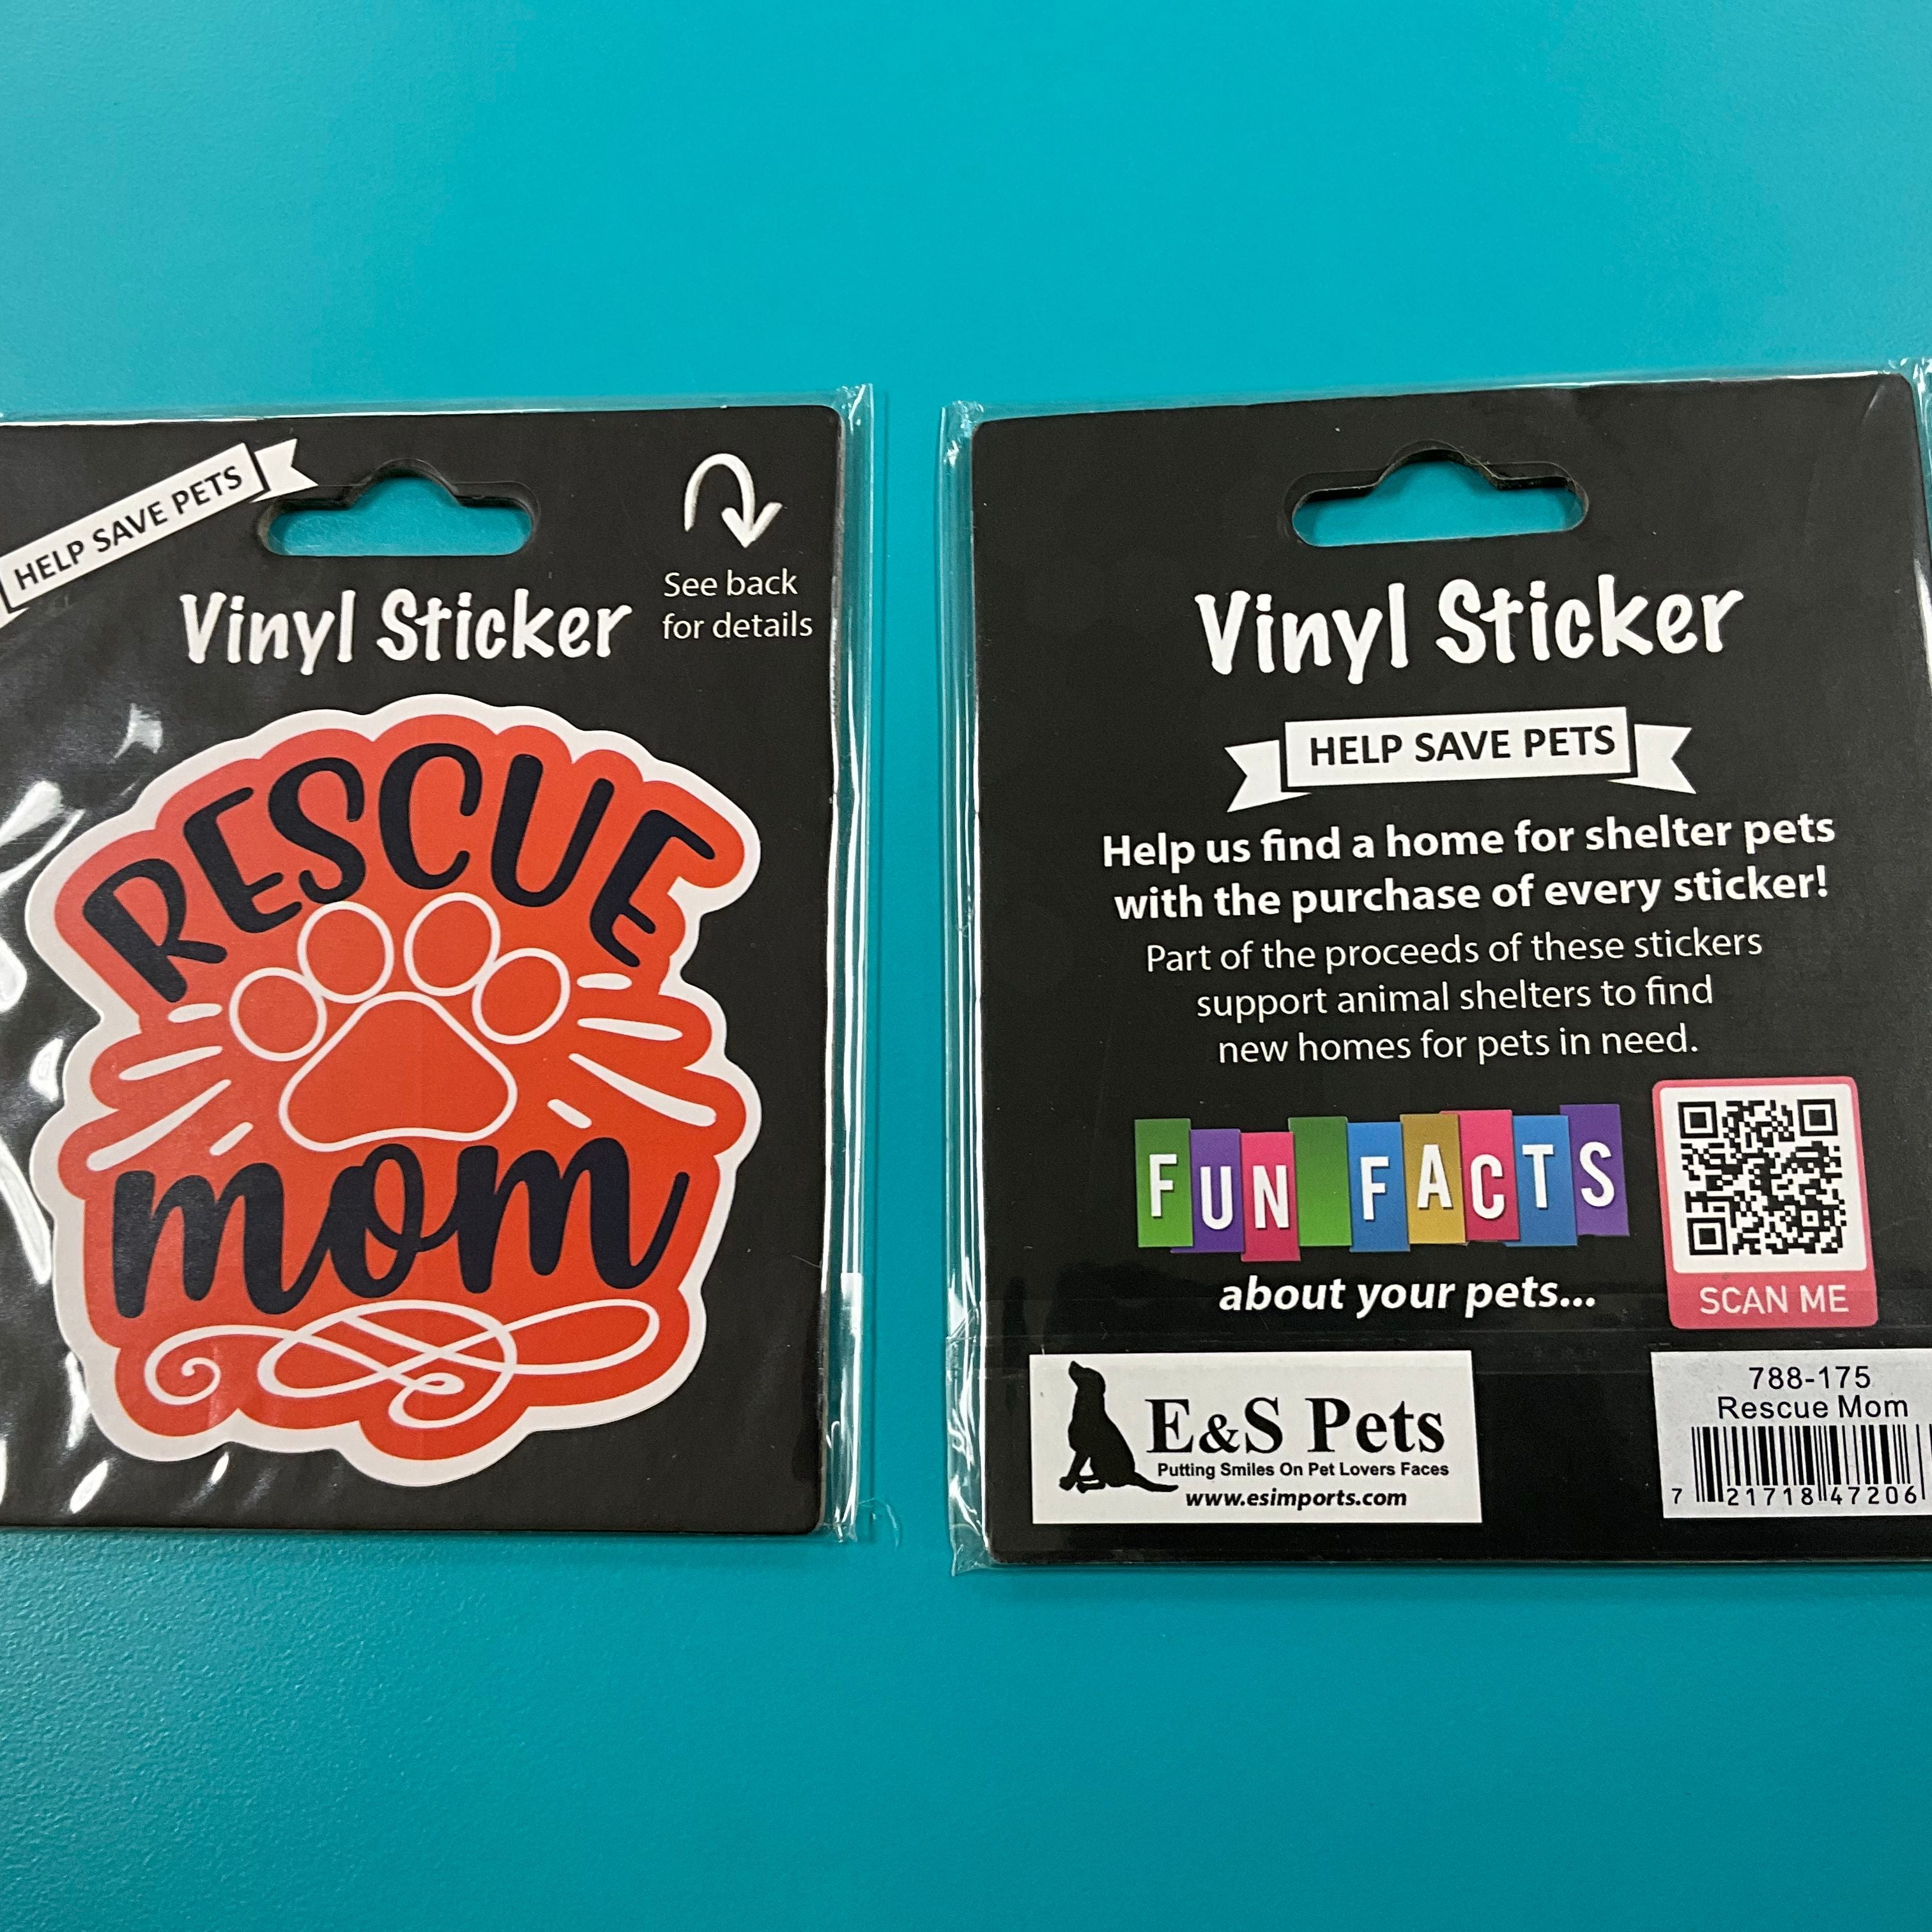 HELP SAVE PETS
See back
for details
Vinyl Sticker
RESCUE
mom
Vinyl Sticker
HELP SAVE PETS
Help us find a home for shelter pets
with the purchase of every sticker!
Part of the proceeds of these stickers
support animal shelters to find
new homes for pets in need.
FUN FACTS
about your pets...
SCAN ME
E&S Pets
Putting Smiles On Pet Lovers Faces
www.esimports.com
788-175
Rescue Mom
7 21718 47206